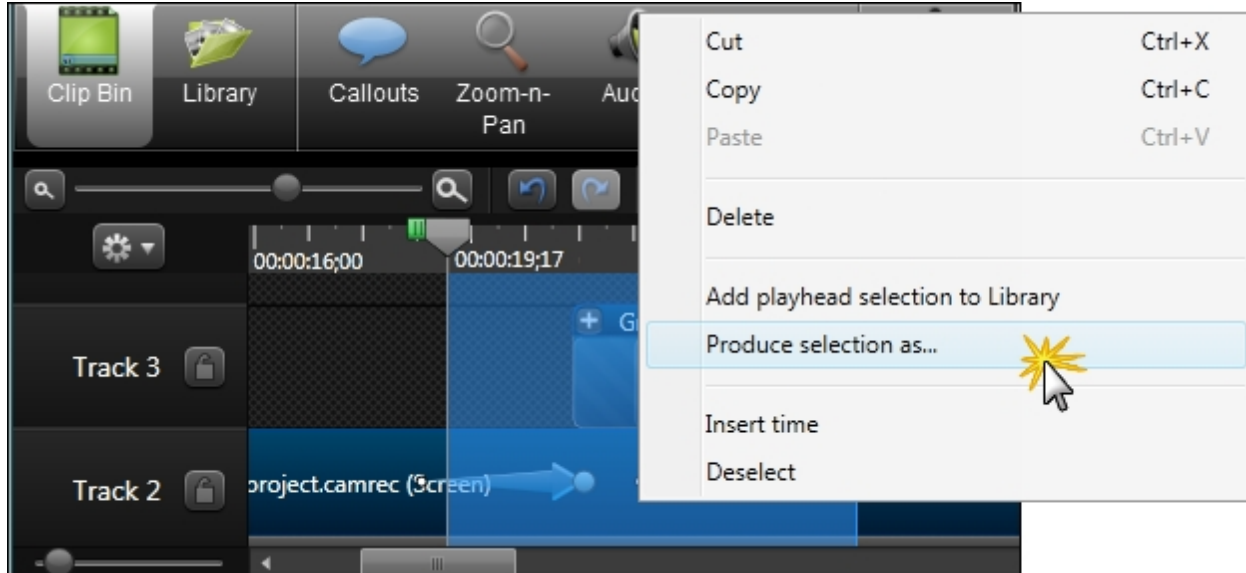 Clip Bin
Library
Callouts
Zoom-n-
Pan
Cut Ctrl+X
Copy Ctrl+C
Paste Ctrl+V
Delete
Add playhead selection to Library
Produce selection as...
Insert time
Deselect
00:00:16;00
00:00:19;17
Track 3
Track 2
project.camrec (Screen)